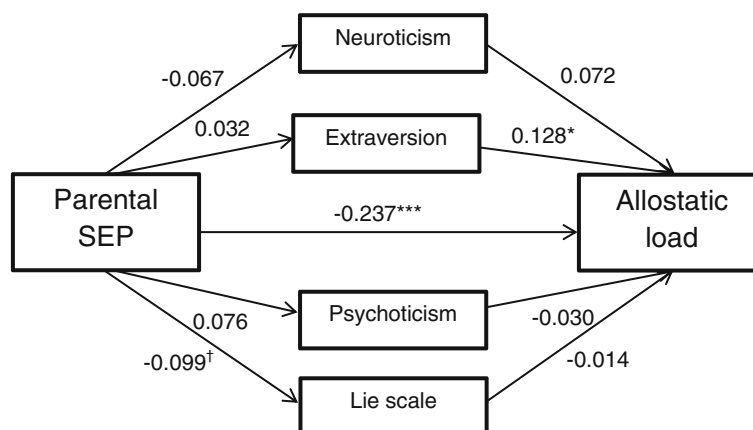 Neuroticism
-0.067
0.072
0.032
Extraversion
0.128*
Parental
SEP
-0.237***
Allostatic
load
Psychoticism
0.076
-0.030
-0.099†
-0.014
Lie scale